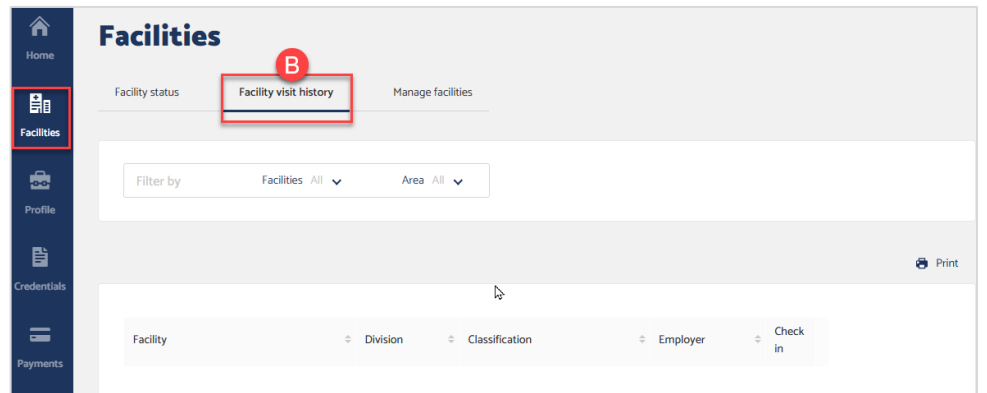 Home
Facilities
Profile
Credentials
Payments
Facilities
B
Facility status Facility visit history Manage facilities
Filter by Facilities All Area All
Print
Facility Division Classification Employer Check
in